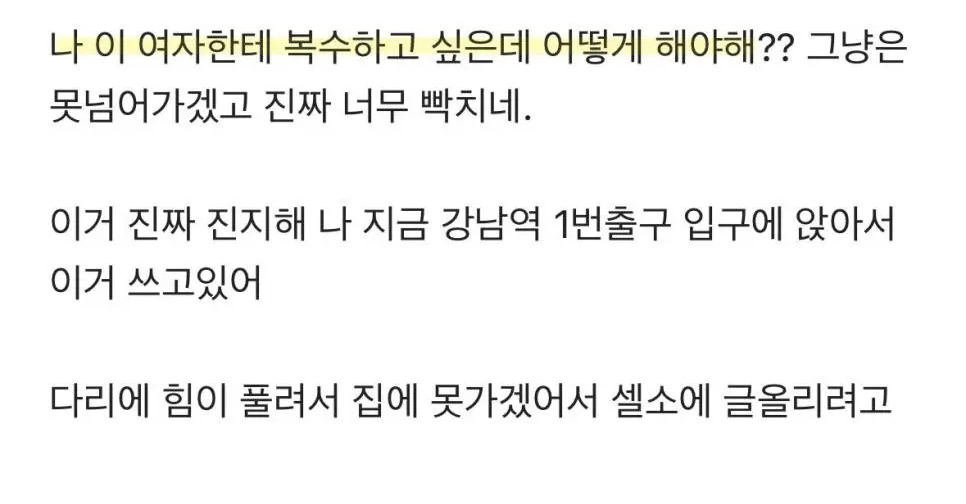 나 이 여자한테 복수하고 싶은데 어떻게 해야해?? 그냥은
못넘어가겠고 진짜 너무 빡치네.
이거 진짜 진지해 나 지금 강남역 1번출구 입구에 앉아서
이거 쓰고있어
다리에 힘이 풀려서 집에 못가겠어서 셀소에 글올리려고